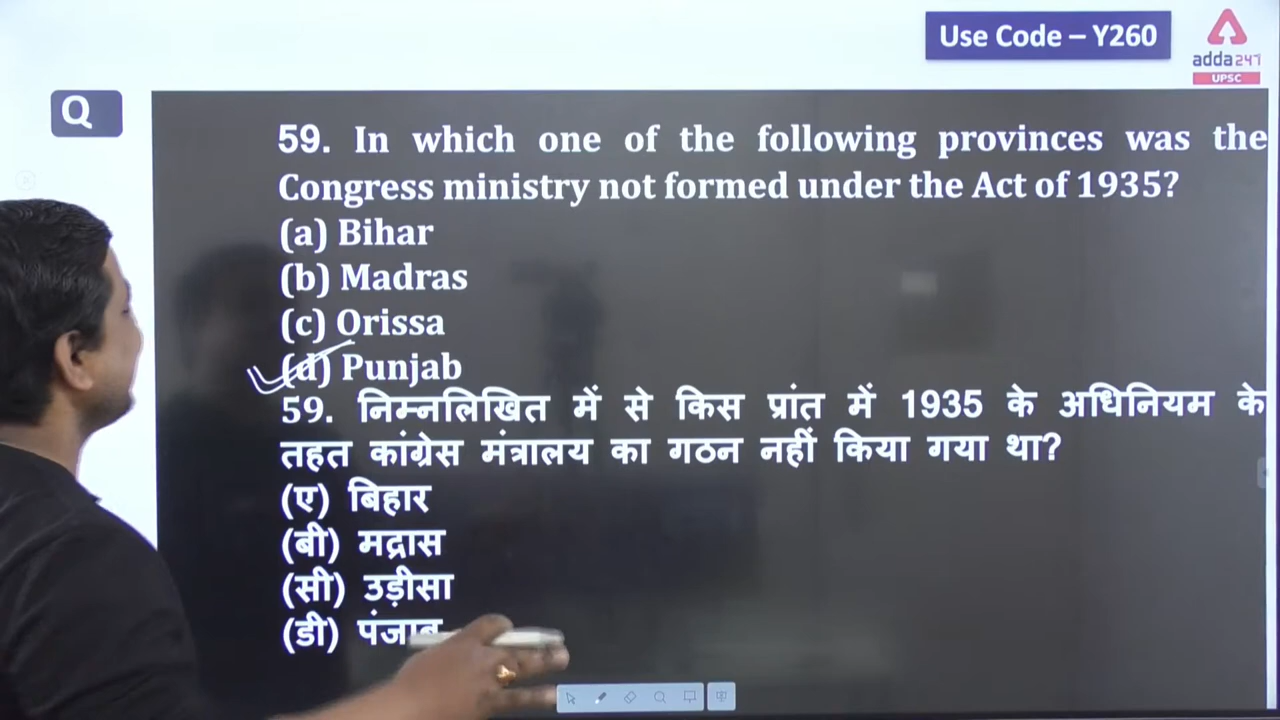 Use Code – Y260
adda247
UPSC
Q
59. In which one of the following provinces was the
Congress ministry not formed under the Act of 1935?
(a) Bihar
(b) Madras
(c) Orissa
(d) Punjab
59. निम्नलिखित में से किस प्रांत में 1935 के अधिनियम के
तहत कांग्रेस मंत्रालय का गठन नहीं किया गया था?
(ए) बिहार
(बी) मद्रास
(सी) उड़ीसा
(डी) पंजाब